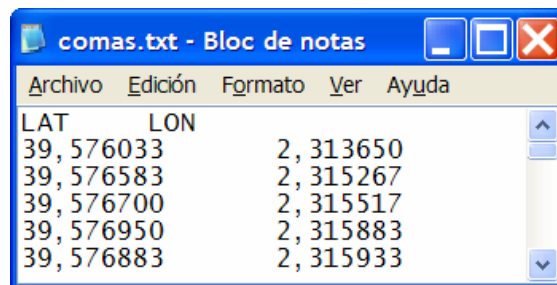 comas.txt - Bloc de notas
Archivo Edición Formato Ver Ayuda
LAT LON
39,576033 2,313650
39,576583 2,315267
39,576700 2,315517
39,576950 2,315883
39,576883 2,315933